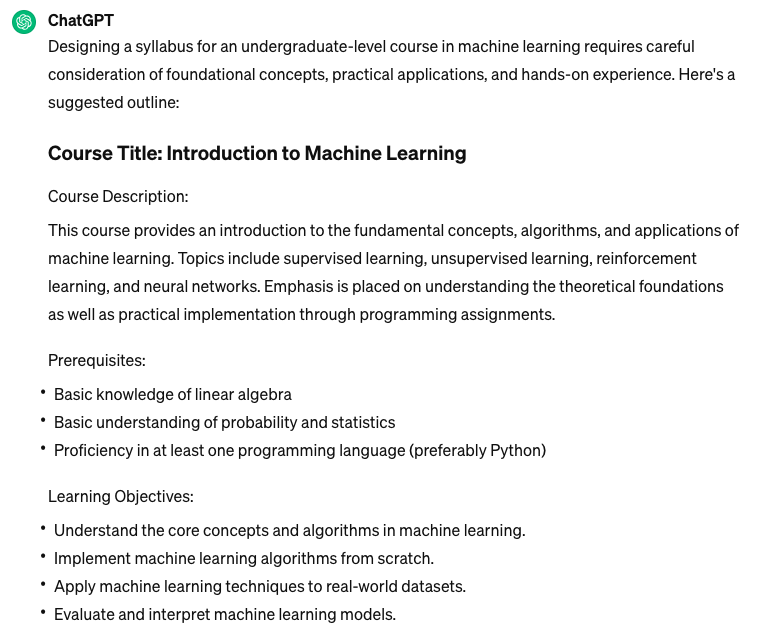 ChatGPT
Designing a syllabus for an undergraduate-level course in machine learning requires careful
consideration of foundational concepts, practical applications, and hands-on experience. Here's a
suggested outline:
Course Title: Introduction to Machine Learning
Course Description:
This course provides an introduction to the fundamental concepts, algorithms, and applications of
machine learning. Topics include supervised learning, unsupervised learning, reinforcement
learning, and neural networks. Emphasis is placed on understanding the theoretical foundations
as well as practical implementation through programming assignments.
Prerequisites:
• Basic knowledge of linear algebra
• Basic understanding of probability and statistics
• Proficiency in at least one programming language (preferably Python)
Learning Objectives:
• Understand the core concepts and algorithms in machine learning.
• Implement machine learning algorithms from scratch.
• Apply machine learning techniques to real-world datasets.
• Evaluate and interpret machine learning models.